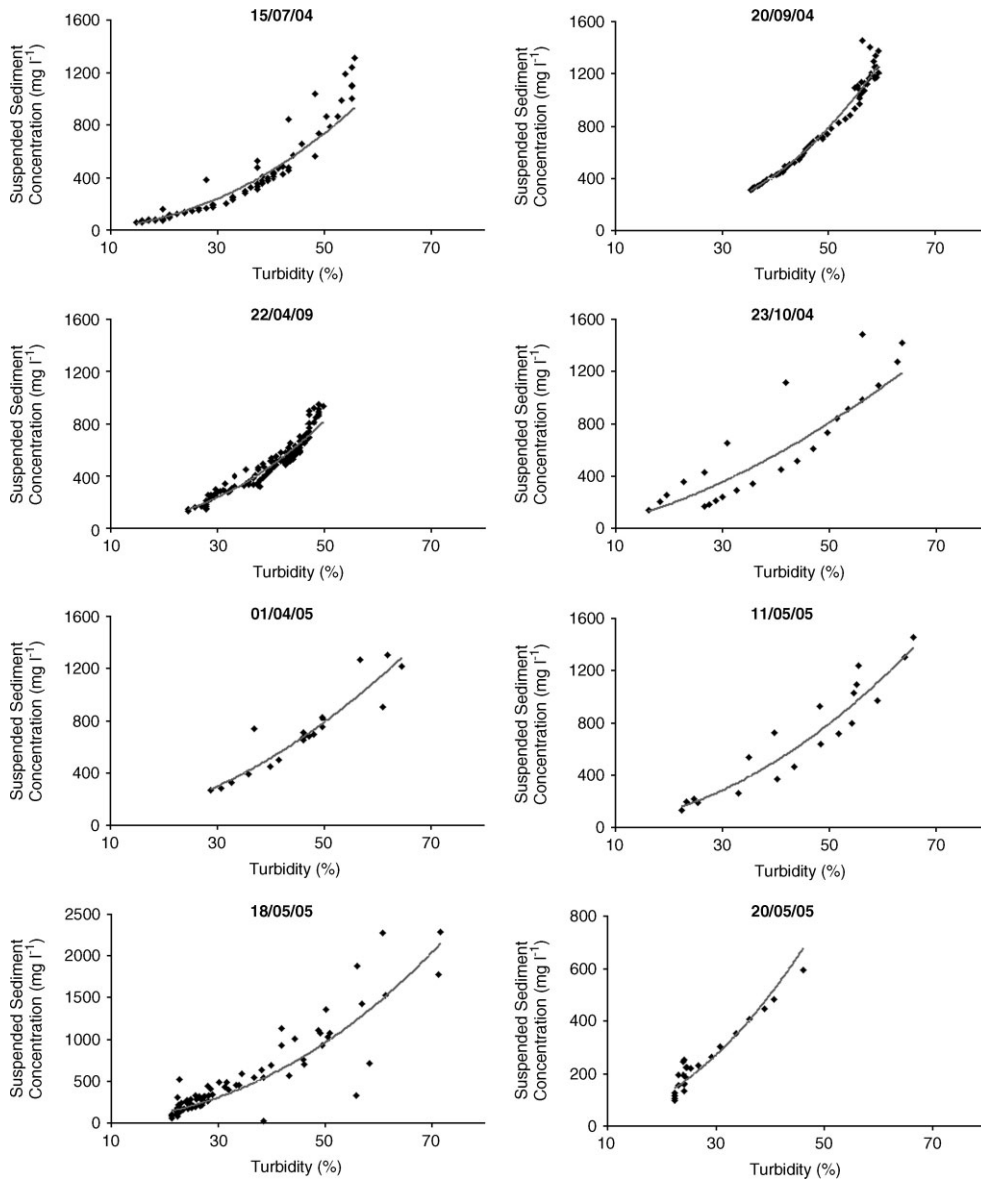 15/07/04
Suspended Sediment
Concentration (mg l-1)
1600
1200
800
400
0
10 30 50 70
Turbidity (%)
20/09/04
Suspended Sediment
Concentration (mg l-1)
1600
1200
800
400
0
10 30 50 70
Turbidity (%)
22/04/09
Suspended Sediment
Concentration (mg l-1)
1600
1200
800
400
0
10 30 50 70
Turbidity (%)
23/10/04
Suspended Sediment
Concentration (mg l-1)
1600
1200
800
400
0
10 30 50 70
Turbidity (%)
01/04/05
Suspended Sediment
Concentration (mg l-1)
1600
1200
800
400
0
10 30 50 70
Turbidity (%)
11/05/05
Suspended Sediment
Concentration (mg l-1)
1600
1200
800
400
0
10 30 50 70
Turbidity (%)
18/05/05
Suspended Sediment
Concentration (mg l-1)
2500
2000
1500
1000
500
0
10 30 50 70
Turbidity (%)
20/05/05
Suspended Sediment
Concentration (mg l-1)
800
600
400
200
0
10 30 50 70
Turbidity (%)